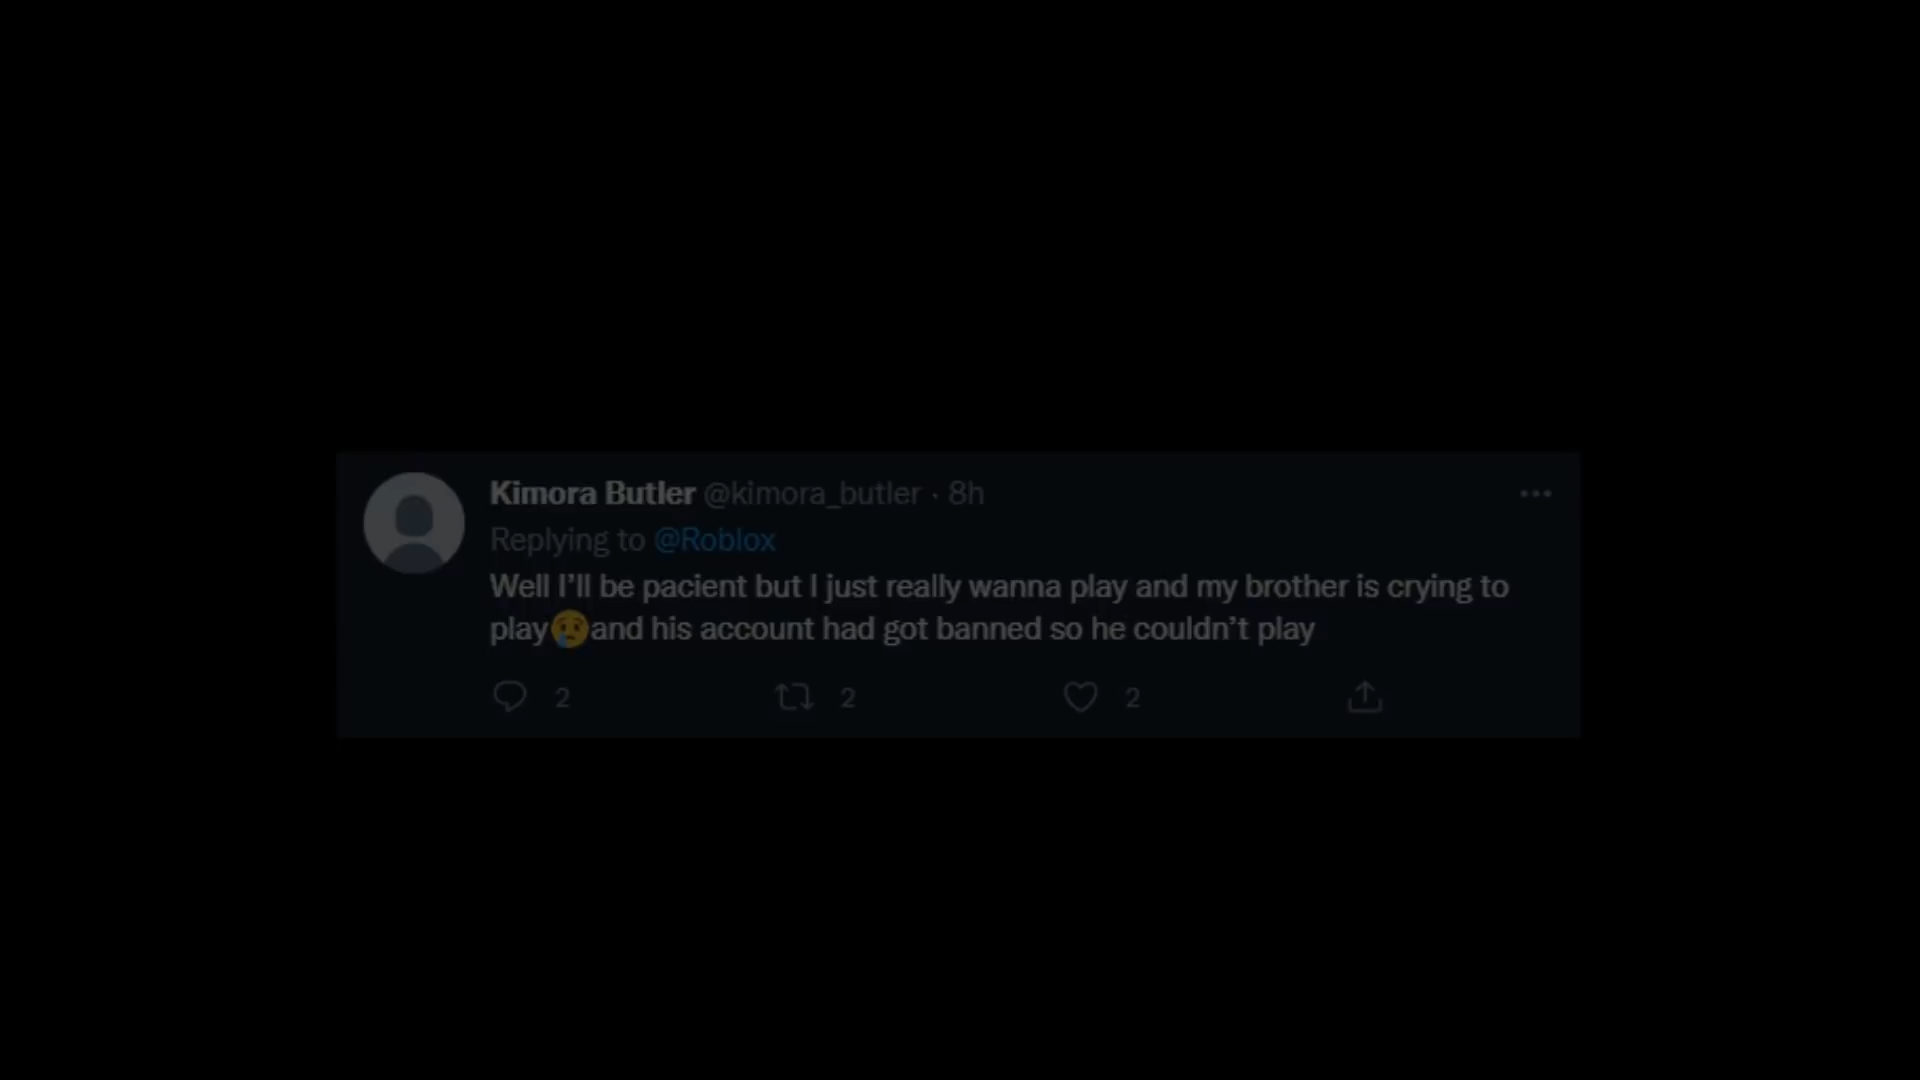 Kimora Butler @kimora_butler · 8h
Replying to @Roblox
Well I’ll be pacient but I just really wanna play and my brother is crying to
play😢and his account had got banned so he couldn’t play
2 2 2